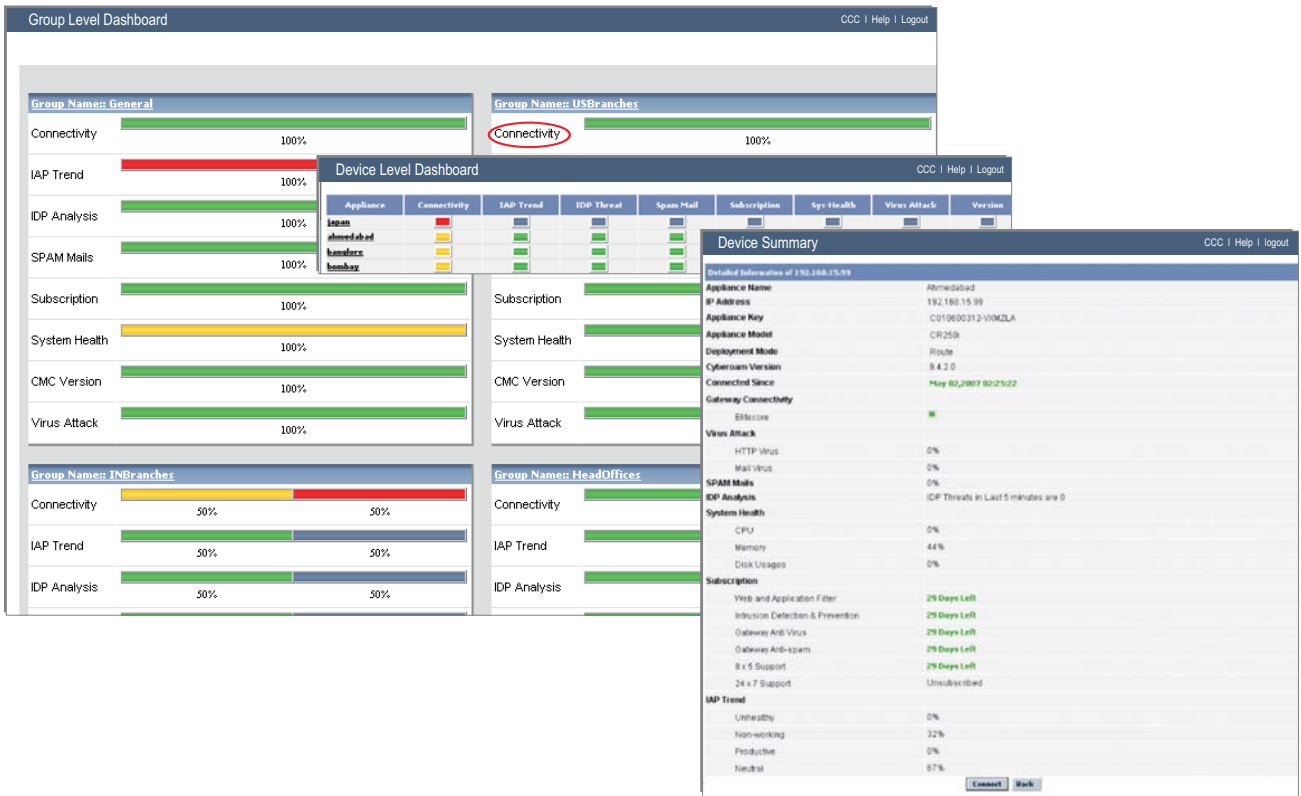 Group Level Dashboard
CCC | Help | Logout
Group Name:: General
Connectivity
100%
IAP Trend
100%
IDP Analysis
100%
SPAM Mails
100%
Subscription
100%
System Health
100%
CMC Version
100%
Virus Attack
100%
Group Name:: USBranches
Connectivity
100%
Subscription
System Health
CMC Version
Virus Attack
Group Name:: INBranches
Connectivity
50% 50%
IAP Trend
50% 50%
IDP Analysis
50% 50%
Group Name:: HeadOffices
Connectivity
IAP Trend
IDP Analysis
Device Level Dashboard
CCC | Help | Logout
Appliance Connectivity IAP Trend IDP Threat Spam Mail Subscription Sys-Health Virus Attack Version
japan
ahmedabad
banglore
bombay
Device Summary
CCC | Help | logout
Detailed Information of 192.168.15.99
Appliance Name Ahmedabad
IP Address 192.168.15.99
Appliance Key
Appliance Model CR250i
Deployment Mode Route
Cyberoam Version 9.4.2.0
Connected Since May 02,2007 02:25:22
Gateway Connectivity
Elitecore
Virus Attack
HTTP Virus 0%
Mail Virus 0%
SPAM Mails 0%
IDP Analysis IDP Threats in Last 5 minutes are 0
System Health
CPU 0%
Memory 44%
Disk Usages 0%
Subscription
Web and Application Filter 29 Days Left
Intrusion Detection & Prevention 29 Days Left
Gateway Anti Virus 29 Days Left
Gateway Anti-spam 29 Days Left
8 x 5 Support 29 Days Left
24 x 7 Support Unsubscribed
IAP Trend
Unhealthy 0%
Non-working 32%
Productive 0%
Neutral 67%
Connect Back